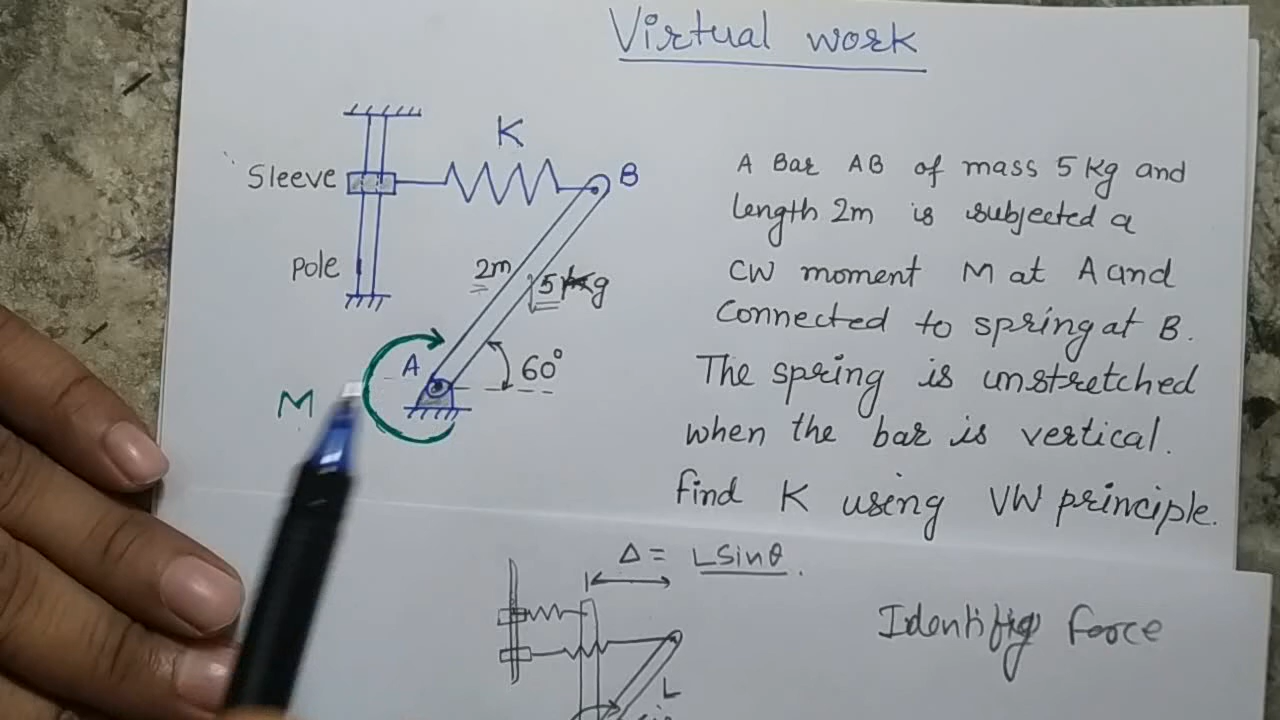 Virtual work
K
Sleeve
B
Pole
2m
5kg
A
60°
M
A Bar AB of mass 5 kg and
length 2m is subjected a
CW moment M at A and
Connected to spring at B.
The spring is unstretched
when the bar is vertical.
find K using VW principle.
Δ = LSinθ.
Identify force
L